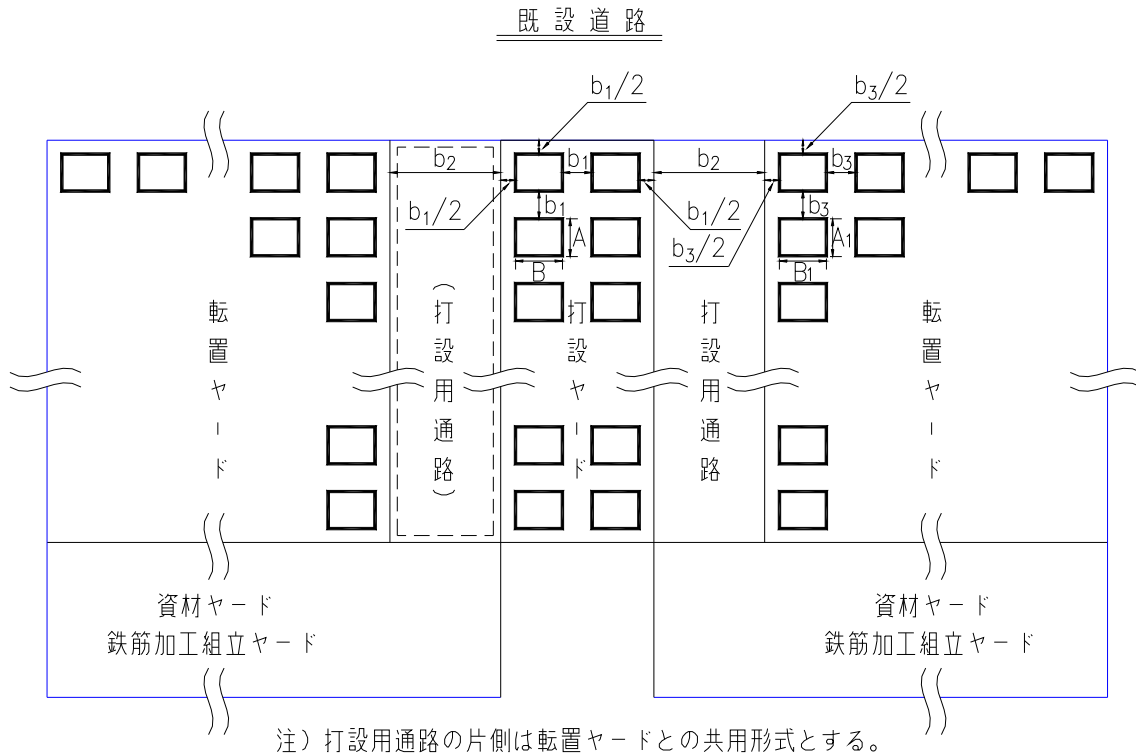 既設道路
b1/2
b3/2
b2
b1
b2
b3
b1/2
b1
b1/2
b3
b3/2
A
A1
B
B1
転置ヤード
(打設用通路)
打設ヤード
打設用通路
転置ヤード
資材ヤード
鉄筋加工組立ヤード
資材ヤード
鉄筋加工組立ヤード
注）打設用通路の片側は転置ヤードとの共用形式とする。